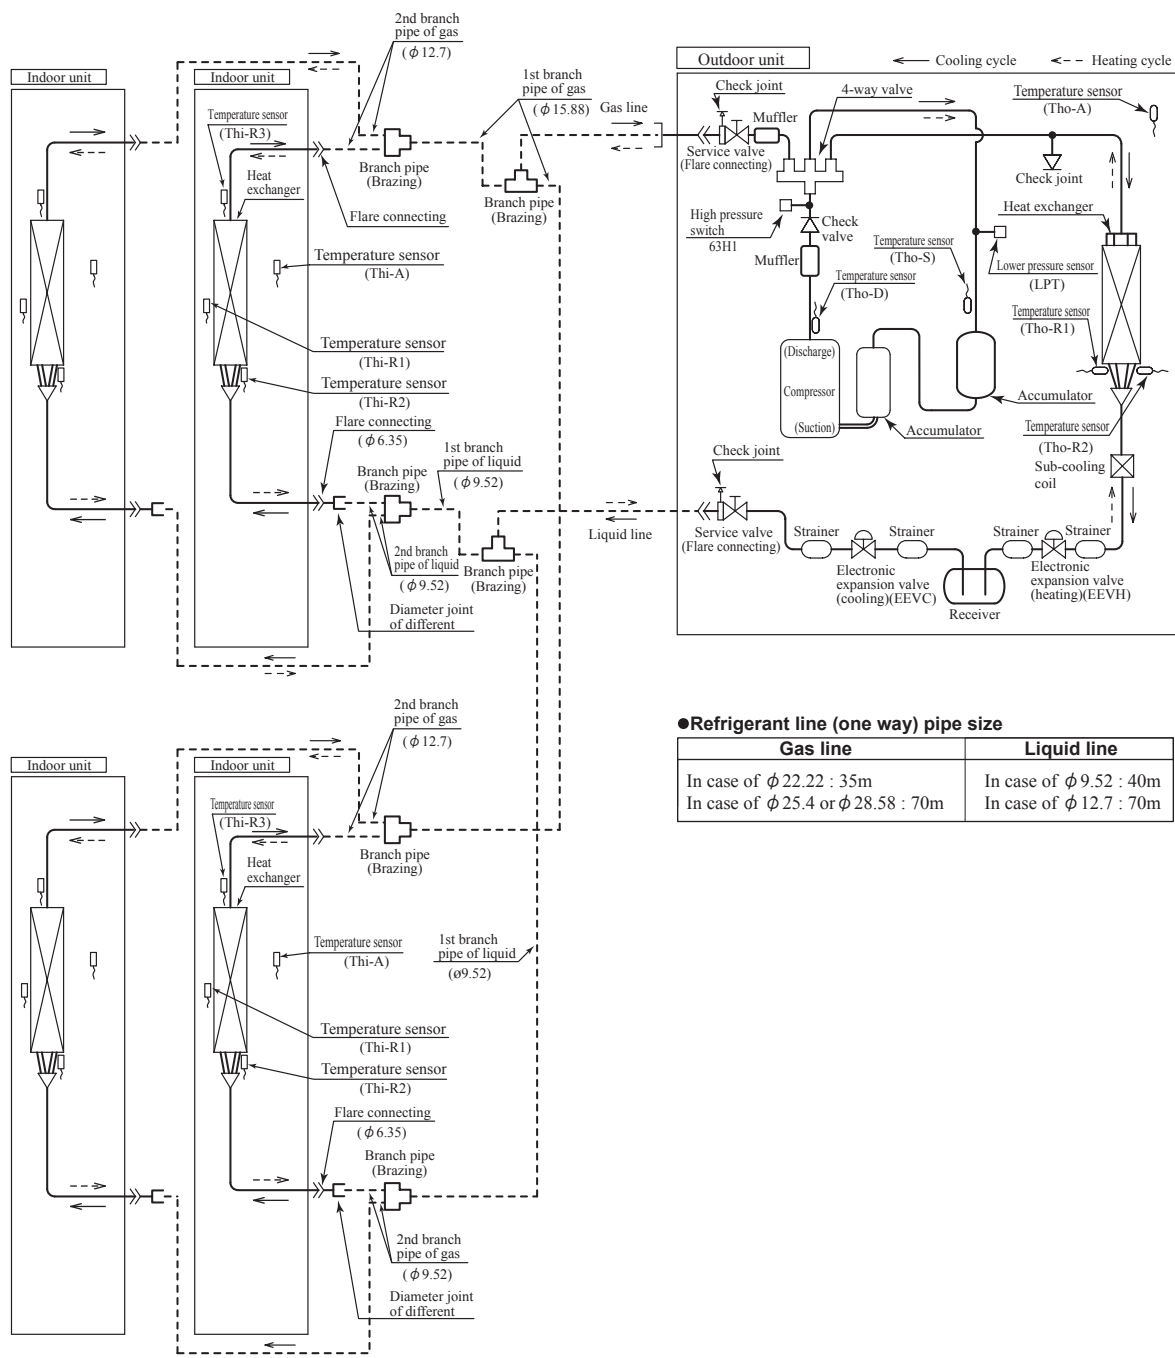 2nd branch
pipe of gas
(ϕ12.7)
Indoor unit
Indoor unit
1st branch
pipe of gas
(ϕ15.88)
Gas line
Temperature sensor
(Thi-R3)
Heat
exchanger
Branch pipe
(Brazing)
Branch pipe
(Brazing)
Flare connecting
Temperature sensor
(Thi-A)
Temperature sensor
(Thi-R1)
Temperature sensor
(Thi-R2)
Flare connecting
(ϕ6.35)
1st branch
pipe of liquid
(ϕ9.52)
Branch pipe
(Brazing)
2nd branch
pipe of liquid
(ϕ9.52)
Branch pipe
(Brazing)
Diameter joint
of different
Liquid line
Outdoor unit
Cooling cycle
Heating cycle
Check joint
4-way valve
Temperature sensor
(Tho-A)
Muffler
Service valve
(Flare connecting)
Check joint
High pressure
switch
63H1
Check
valve
Muffler
Temperature sensor
(Tho-S)
Heat exchanger
Temperature sensor
(Tho-D)
Lower pressure sensor
(LPT)
Temperature sensor
(Tho-R1)
(Discharge)
Compressor
(Suction)
Accumulator
Accumulator
Temperature sensor
(Tho-R2)
Check joint
Sub-cooling
coil
Service valve
(Flare connecting)
Strainer
Strainer
Strainer
Strainer
Electronic
expansion valve
(cooling)(EEVC)
Electronic
expansion valve
(heating)(EEVH)
Receiver
2nd branch
pipe of gas
(ϕ12.7)
Indoor unit
Indoor unit
Temperature sensor
(Thi-R3)
Heat
exchanger
Branch pipe
(Brazing)
Temperature sensor
(Thi-A)
1st branch
pipe of liquid
(ø9.52)
Temperature sensor
(Thi-R1)
Temperature sensor
(Thi-R2)
Flare connecting
(ϕ6.35)
Branch pipe
(Brazing)
2nd branch
pipe of gas
(ϕ9.52)
Diameter joint
of different
●Refrigerant line (one way) pipe size
Gas line Liquid line
In case of ϕ22.22 : 35m In case of ϕ9.52 : 40m
In case of ϕ25.4 or ϕ28.58 : 70m In case of ϕ12.7 : 70m